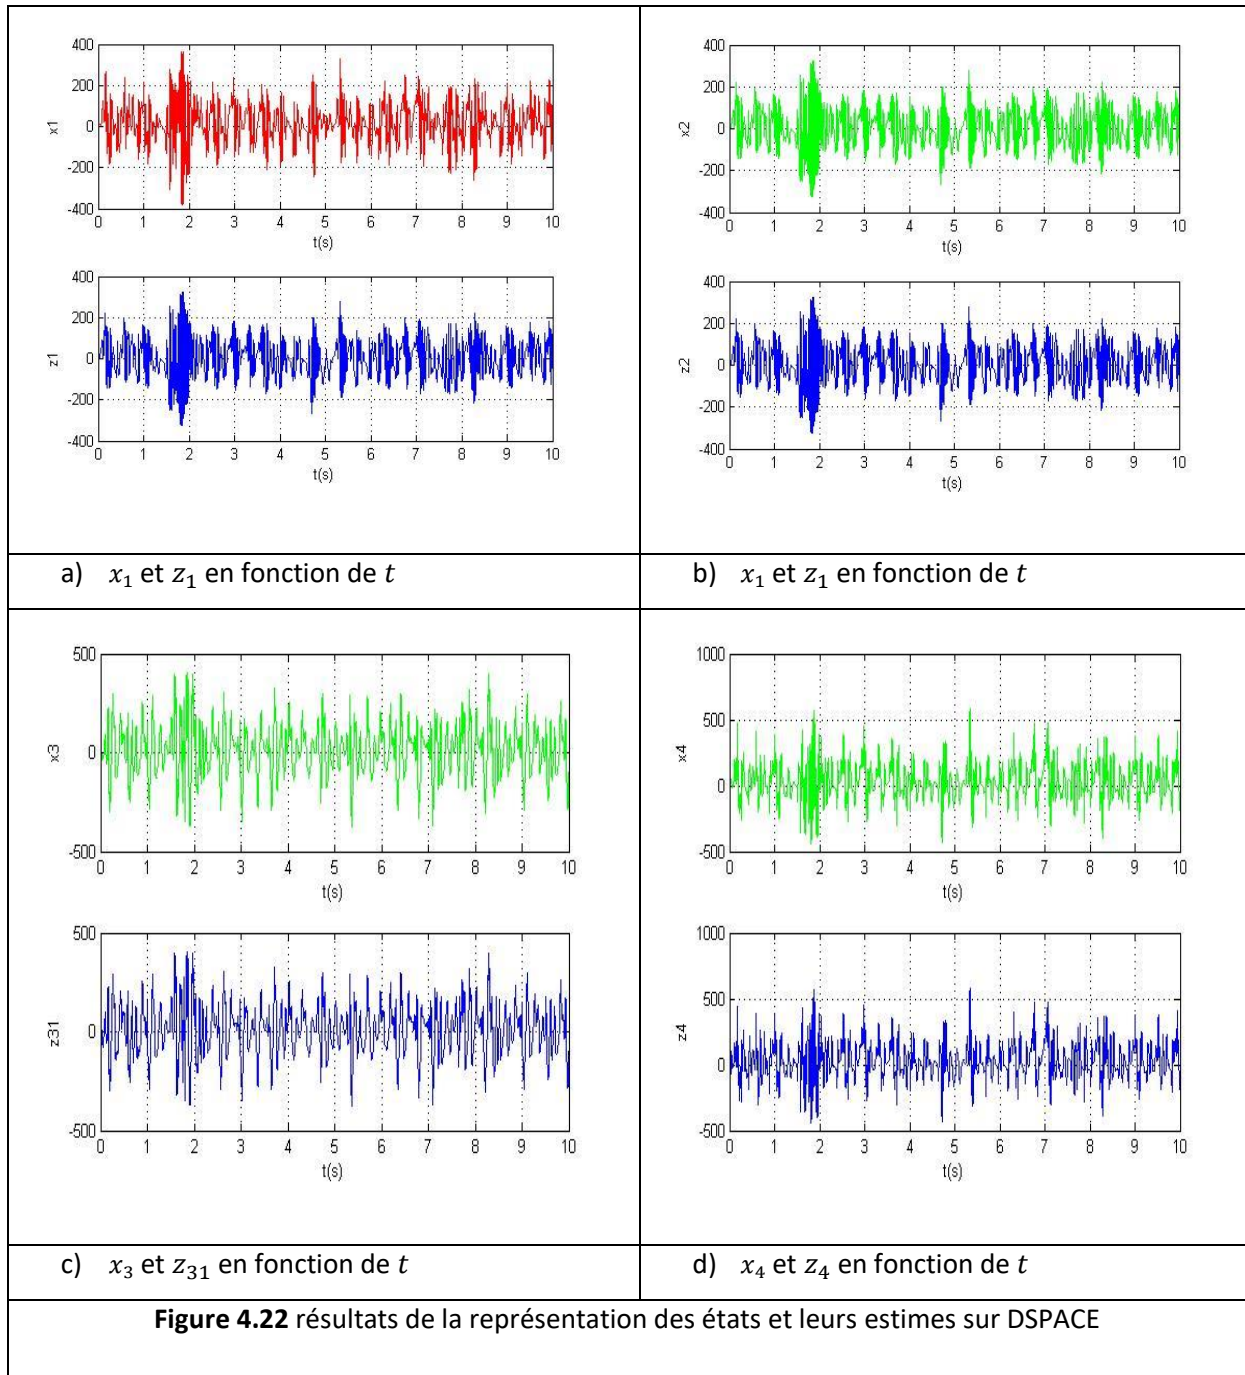 400
200
0
-200
-400
x1
0 1 2 3 4 5 6 7 8 9 10
t(s)
400
200
0
-200
-400
z1
0 1 2 3 4 5 6 7 8 9 10
t(s)
a) x₁ et z₁ en fonction de t
400
200
0
-200
-400
x2
0 1 2 3 4 5 6 7 8 9 10
t(s)
400
200
0
-200
-400
z2
0 1 2 3 4 5 6 7 8 9 10
t(s)
b) x₁ et z₁ en fonction de t
500
0
-500
x3
0 1 2 3 4 5 6 7 8 9 10
t(s)
500
0
-500
z31
0 1 2 3 4 5 6 7 8 9 10
t(s)
c) x₃ et z₃₁ en fonction de t
1000
500
0
-500
x4
0 1 2 3 4 5 6 7 8 9 10
t(s)
1000
500
0
-500
z4
0 1 2 3 4 5 6 7 8 9 10
t(s)
d) x₄ et z₄ en fonction de t
Figure 4.22 résultats de la représentation des états et leurs estimes sur DSPACE